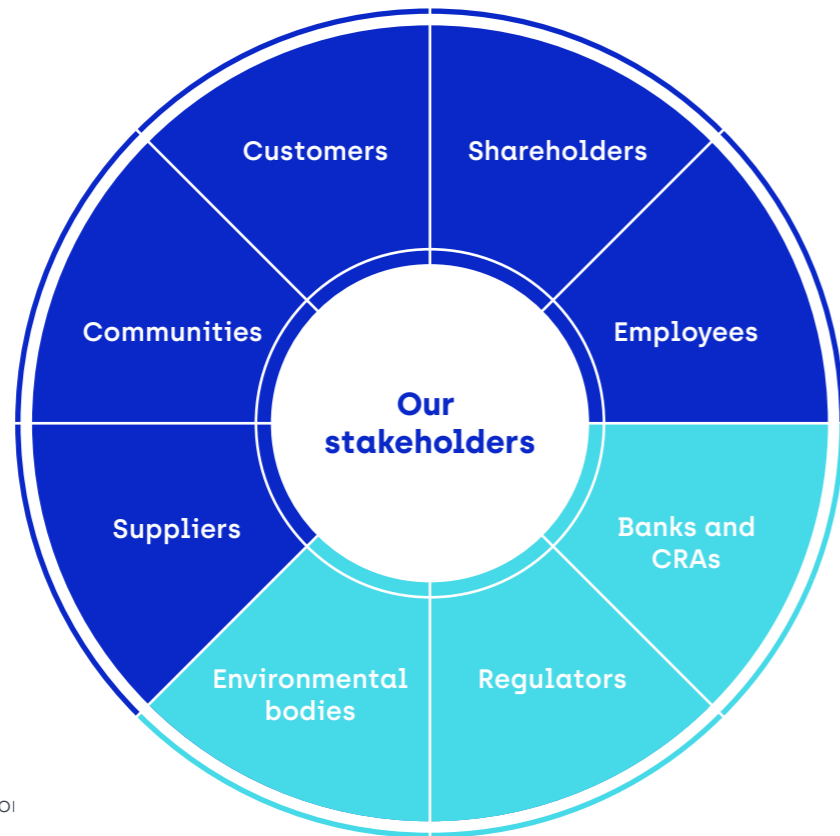 Customers
Shareholders
Communities
Employees
Our
stakeholders
Suppliers
Banks and
CRAs
Environmental
bodies
Regulators